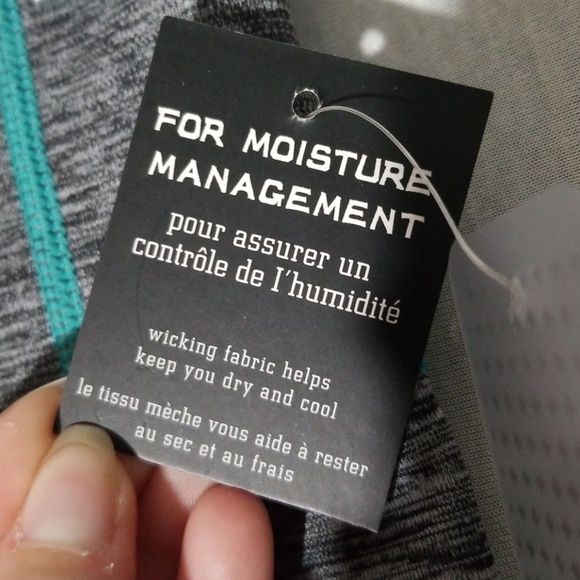 FOR MOISTURE
MANAGEMENT
pour assurer un
contrôle de l'humidité
wicking fabric helps
keep you dry and cool
le tissu mèche vous aide à rester
au sec et au frais